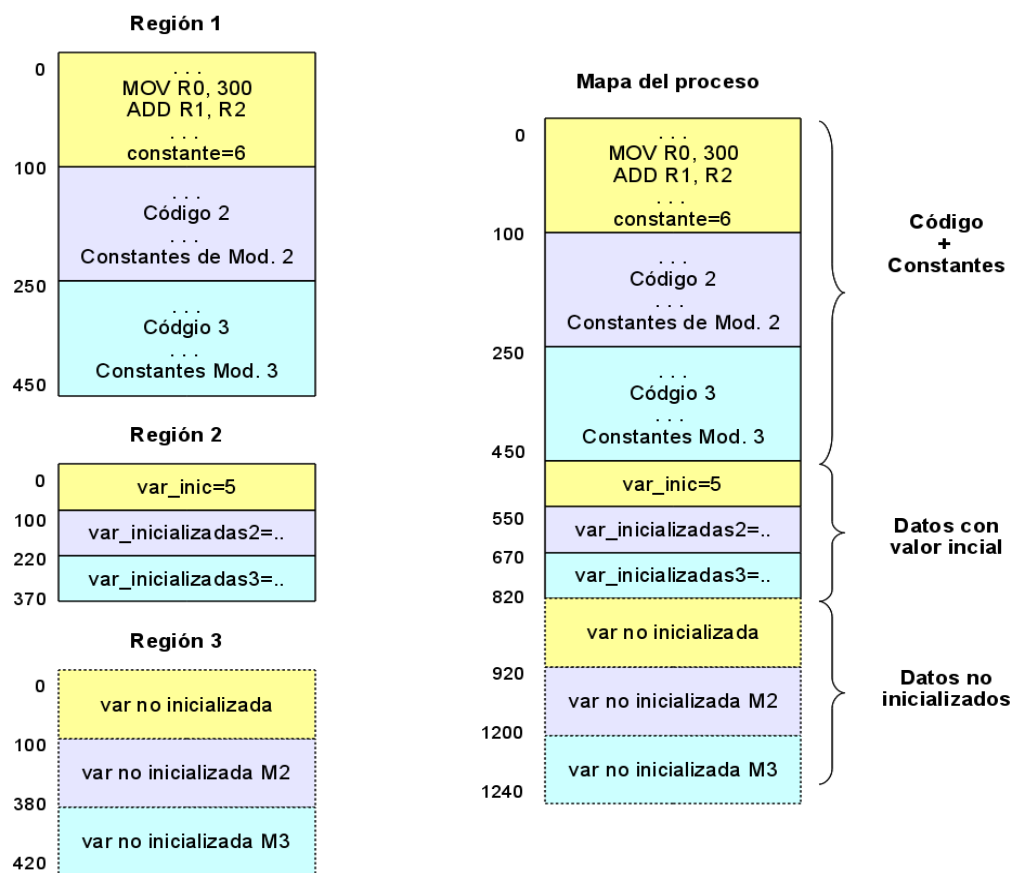 Región 1
0
. . .
MOV R0, 300
ADD R1, R2
. . .
constante=6
100
. . .
Código 2
. . .
Constantes de Mod. 2
250
. . .
Códgio 3
. . .
Constantes Mod. 3
450
Región 2
0
var_inic=5
100
var_inicializadas2=..
220
var_inicializadas3=..
370
Región 3
0
var no inicializada
100
var no inicializada M2
380
var no inicializada M3
420
Mapa del proceso
0
. . .
MOV R0, 300
ADD R1, R2
. . .
constante=6
100
. . .
Código 2
. . .
Constantes de Mod. 2
250
. . .
Códgio 3
. . .
Constantes Mod. 3
450
var_inic=5
550
var_inicializadas2=..
670
var_inicializadas3=..
820
var no inicializada
920
var no inicializada M2
1200
var no inicializada M3
1240
Código
+
Constantes
Datos con
valor incial
Datos no
inicializados